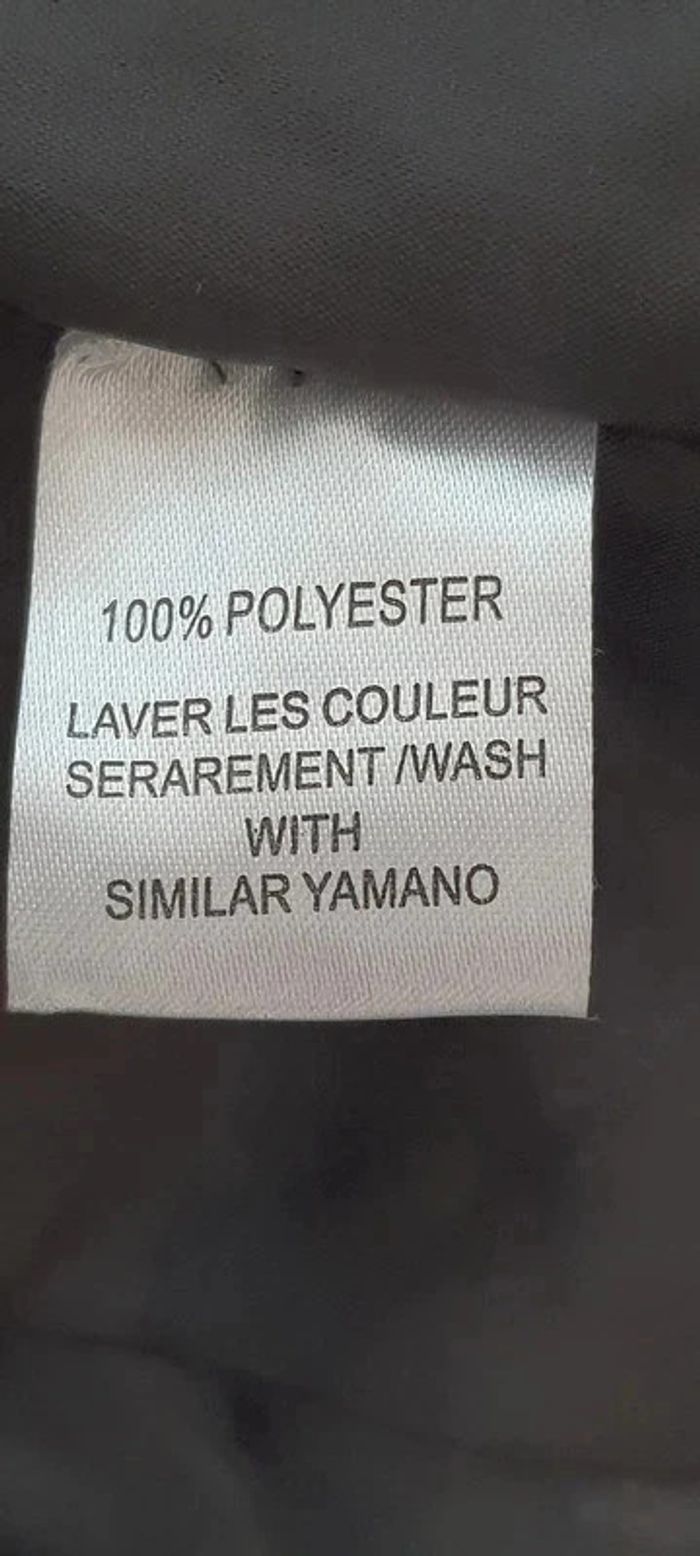 100% POLYESTER
LAVER LES COULEUR
SERAREMENT /WASH
WITH
SIMILAR YAMANO